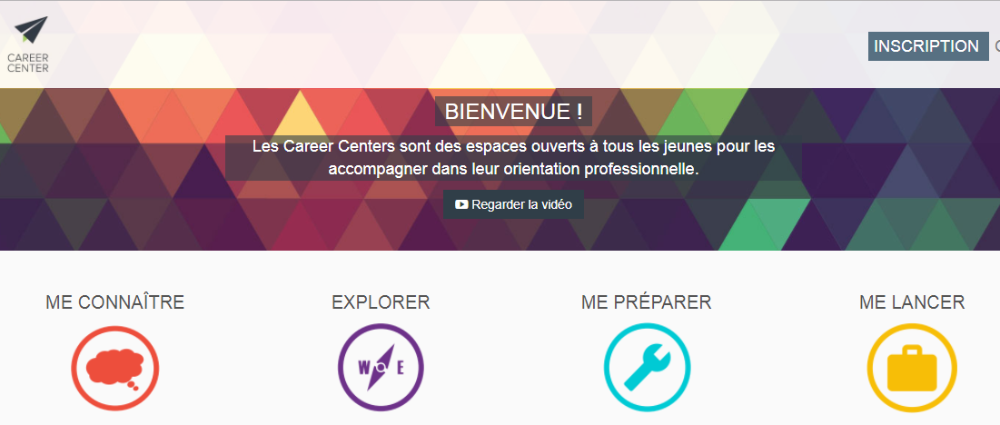 CAREER
CENTER
INSCRIPTION
BIENVENUE !
Les Career Centers sont des espaces ouverts à tous les jeunes pour les
accompagner dans leur orientation professionnelle.
Regarder la vidéo
ME CONNAÎTRE
EXPLORER
ME PRÉPARER
ME LANCER
W E